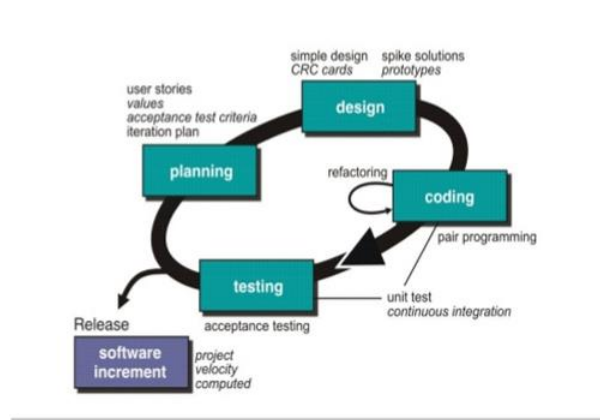 simple design
CRC cards
spike solutions
prototypes
design
user stories
values
acceptance test criteria
iteration plan
planning
refactoring
coding
pair programming
testing
acceptance testing
unit test
continuous integration
Release
software
increment
project
velocity
computed